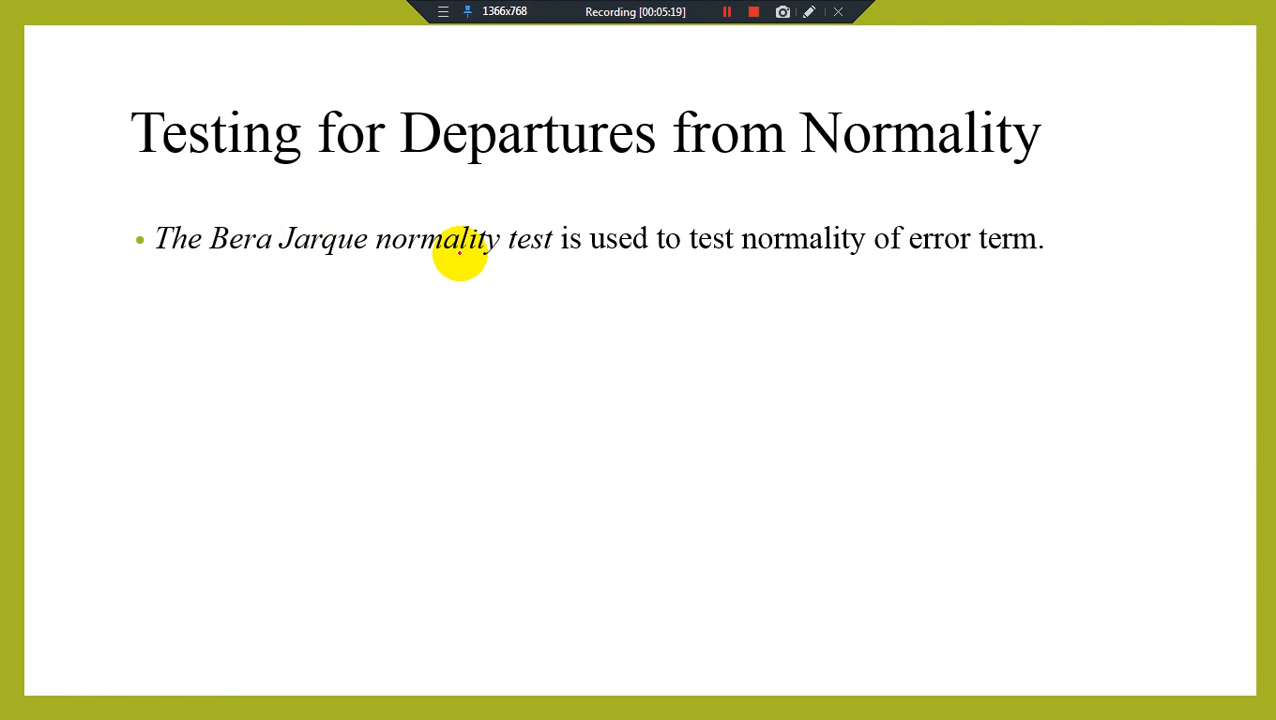 1366x768 Recording [00:05:19]
Testing for Departures from Normality
• The Bera Jarque normality test is used to test normality of error term.